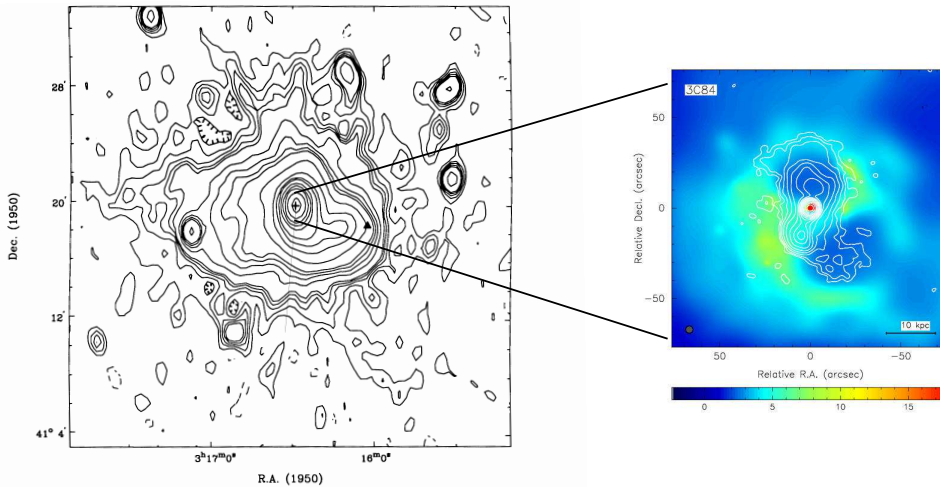 Dec. (1950)
28'
20'
12'
41° 4'
3ʰ17ᵐ0ˢ
16ᵐ0ˢ
R.A. (1950)
3C84
Relative Decl. (arcsec)
50
0
−50
10 kpc
50
0
−50
Relative R.A. (arcsec)
0
5
10
15